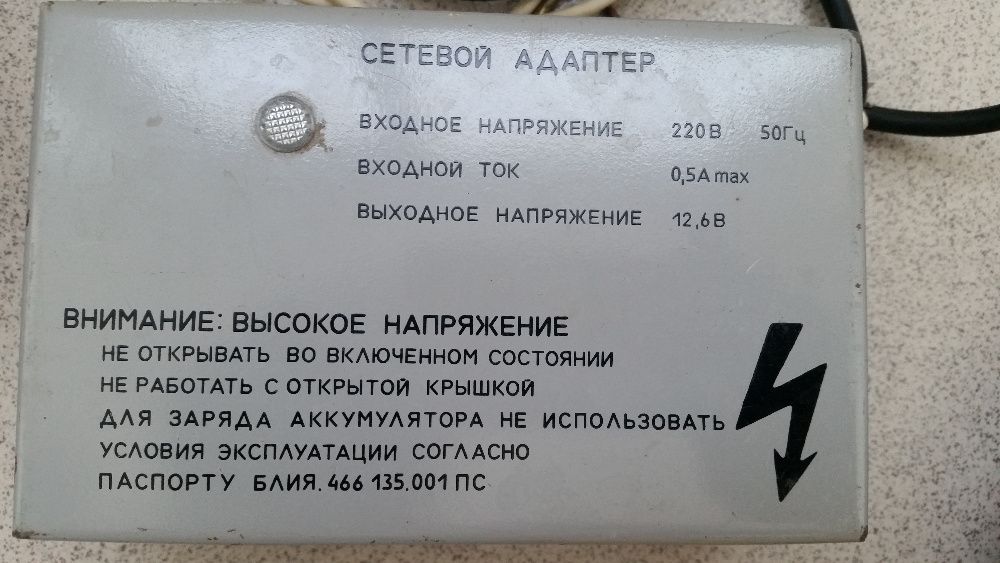 СЕТЕВОЙ АДАПТЕР
ВХОДНОЕ НАПРЯЖЕНИЕ 220В 50Гц
ВХОДНОЙ ТОК 0,5А max
ВЫХОДНОЕ НАПРЯЖЕНИЕ 12,6В
ВНИМАНИЕ: ВЫСОКОЕ НАПРЯЖЕНИЕ
НЕ ОТКРЫВАТЬ ВО ВКЛЮЧЕННОМ СОСТОЯНИИ
НЕ РАБОТАТЬ С ОТКРЫТОЙ КРЫШКОЙ
ДЛЯ ЗАРЯДА АККУМУЛЯТОРА НЕ ИСПОЛЬЗОВАТЬ
УСЛОВИЯ ЭКСПЛУАТАЦИИ СОГЛАСНО
ПАСПОРТУ БЛИЯ.466 135.001 ПС